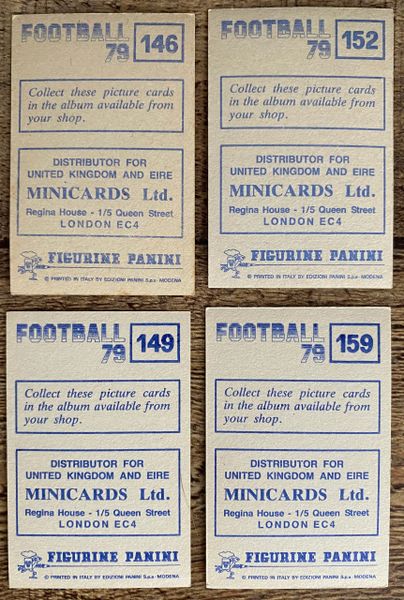 FOOTBALL
79 146
Collect these picture cards
in the album available from
your shop.
DISTRIBUTOR FOR
UNITED KINGDOM AND EIRE
MINICARDS Ltd.
Regina House - 1/5 Queen Street
LONDON EC4
FIGURINE PANINI
© PRINTED IN ITALY BY EDIZIONI PANINI S.p.a - MODENA
FOOTBALL
79 152
Collect these picture cards
in the album available from
your shop.
DISTRIBUTOR FOR
UNITED KINGDOM AND EIRE
MINICARDS Ltd.
Regina House - 1/5 Queen Street
LONDON EC4
FIGURINE PANINI
© PRINTED IN ITALY BY EDIZIONI PANINI S.p.a - MODENA
FOOTBALL
79 149
Collect these picture cards
in the album available from
your shop.
DISTRIBUTOR FOR
UNITED KINGDOM AND EIRE
MINICARDS Ltd.
Regina House - 1/5 Queen Street
LONDON EC4
FIGURINE PANINI
© PRINTED IN ITALY BY EDIZIONI PANINI S.p.a - MODENA
FOOTBALL
79 159
Collect these picture cards
in the album available from
your shop.
DISTRIBUTOR FOR
UNITED KINGDOM AND EIRE
MINICARDS Ltd.
Regina House - 1/5 Queen Street
LONDON EC4
FIGURINE PANINI
© PRINTED IN ITALY BY EDIZIONI PANINI S.p.a - MODENA